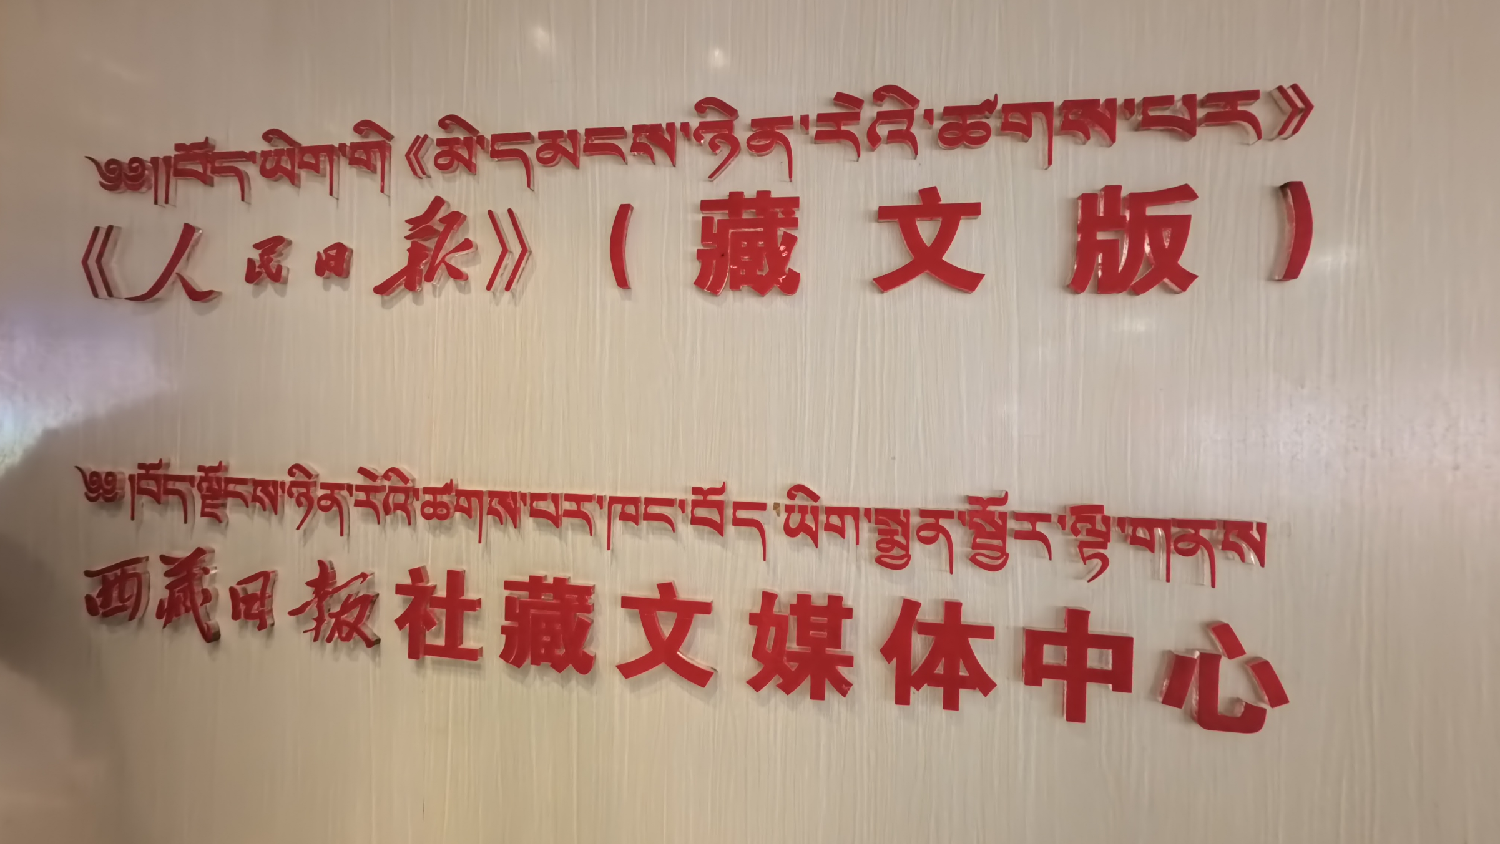 ༄༅།།བོད་ཡིག་གི《མི་དམངས་ཉིན་རེའི་ཚགས་པར》
《人民日报》（藏文版）
༄༅།བོད་ལྗོངས་ཉིན་རེའི་ཚགས་པར་ཁང་བོད་ཡིག་སྨྱན་སྦྱོར་ལྟེ་གནས
西藏日报社藏文媒体中心